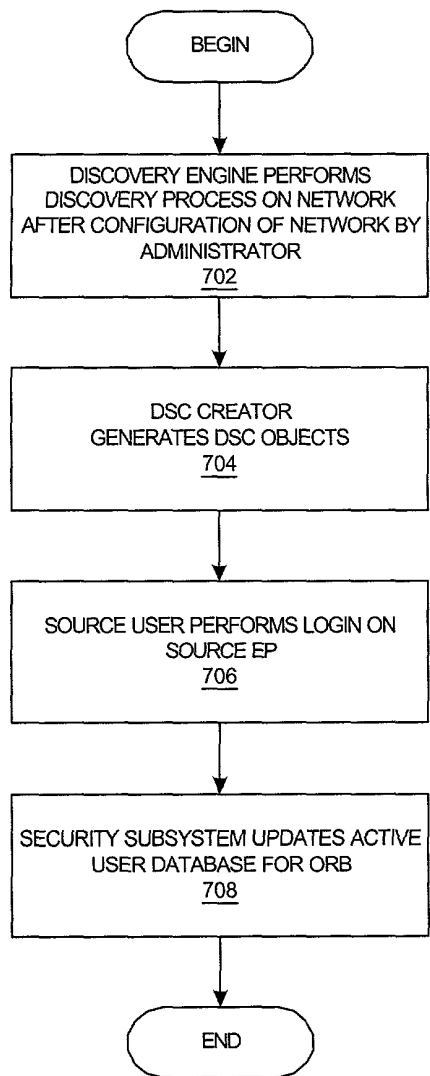 BEGIN
DISCOVERY ENGINE PERFORMS
DISCOVERY PROCESS ON NETWORK
AFTER CONFIGURATION OF NETWORK BY
ADMINISTRATOR
702
DSC CREATOR
GENERATES DSC OBJECTS
704
SOURCE USER PERFORMS LOGIN ON
SOURCE EP
706
SECURITY SUBSYSTEM UPDATES ACTIVE
USER DATABASE FOR ORB
708
END